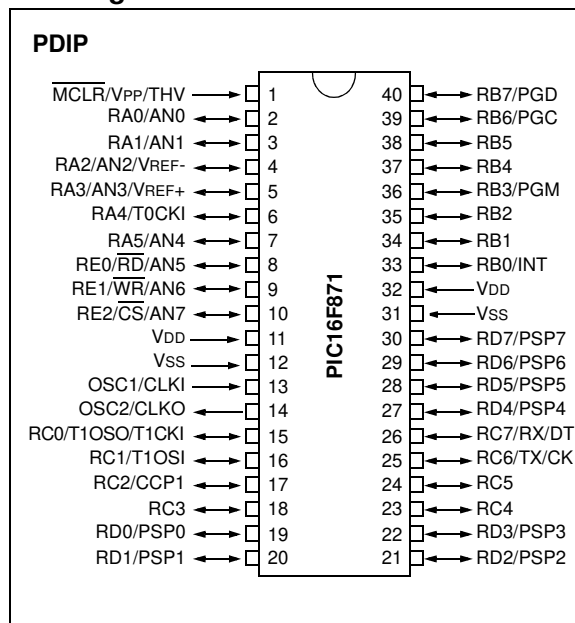 PDIP
MCLR/VPP/THV 1 40 RB7/PGD
RA0/AN0 2 39 RB6/PGC
RA1/AN1 3 38 RB5
RA2/AN2/VREF- 4 37 RB4
RA3/AN3/VREF+ 5 36 RB3/PGM
RA4/T0CKI 6 35 RB2
RA5/AN4 7 34 RB1
RE0/RD/AN5 8 33 RB0/INT
RE1/WR/AN6 9 32 VDD
RE2/CS/AN7 10 31 VSS
VDD 11 30 RD7/PSP7
VSS 12 29 RD6/PSP6
OSC1/CLKI 13 28 RD5/PSP5
OSC2/CLKO 14 27 RD4/PSP4
RC0/T1OSO/T1CKI 15 26 RC7/RX/DT
RC1/T1OSI 16 25 RC6/TX/CK
RC2/CCP1 17 24 RC5
RC3 18 23 RC4
RD0/PSP0 19 22 RD3/PSP3
RD1/PSP1 20 21 RD2/PSP2
PIC16F871